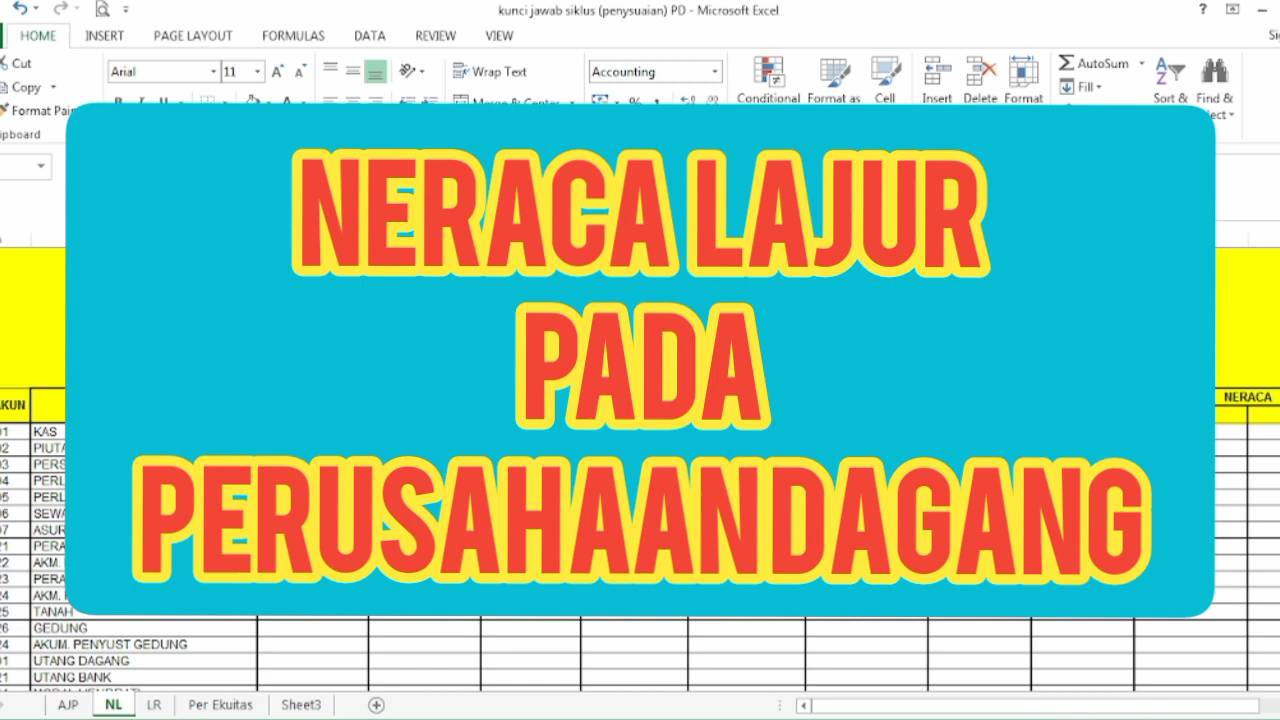 kunci jawab siklus (penysuaian) PD - Microsoft Excel
?
HOME INSERT PAGE LAYOUT FORMULAS DATA REVIEW VIEW
Cut
Copy
Arial 11 A A Wrap Text Accounting
AutoSum
Fill
Conditional Format as Cell Insert Delete Format Sort & Find &
NERACA LAJUR
PADA
PERUSAHAANDAGANG
NERACA
KAS
TANAH
GEDUNG
AKUM. PENYUST GEDUNG
UTANG DAGANG
UTANG BANK
AJP NL LR Per Ekuitas Sheet3